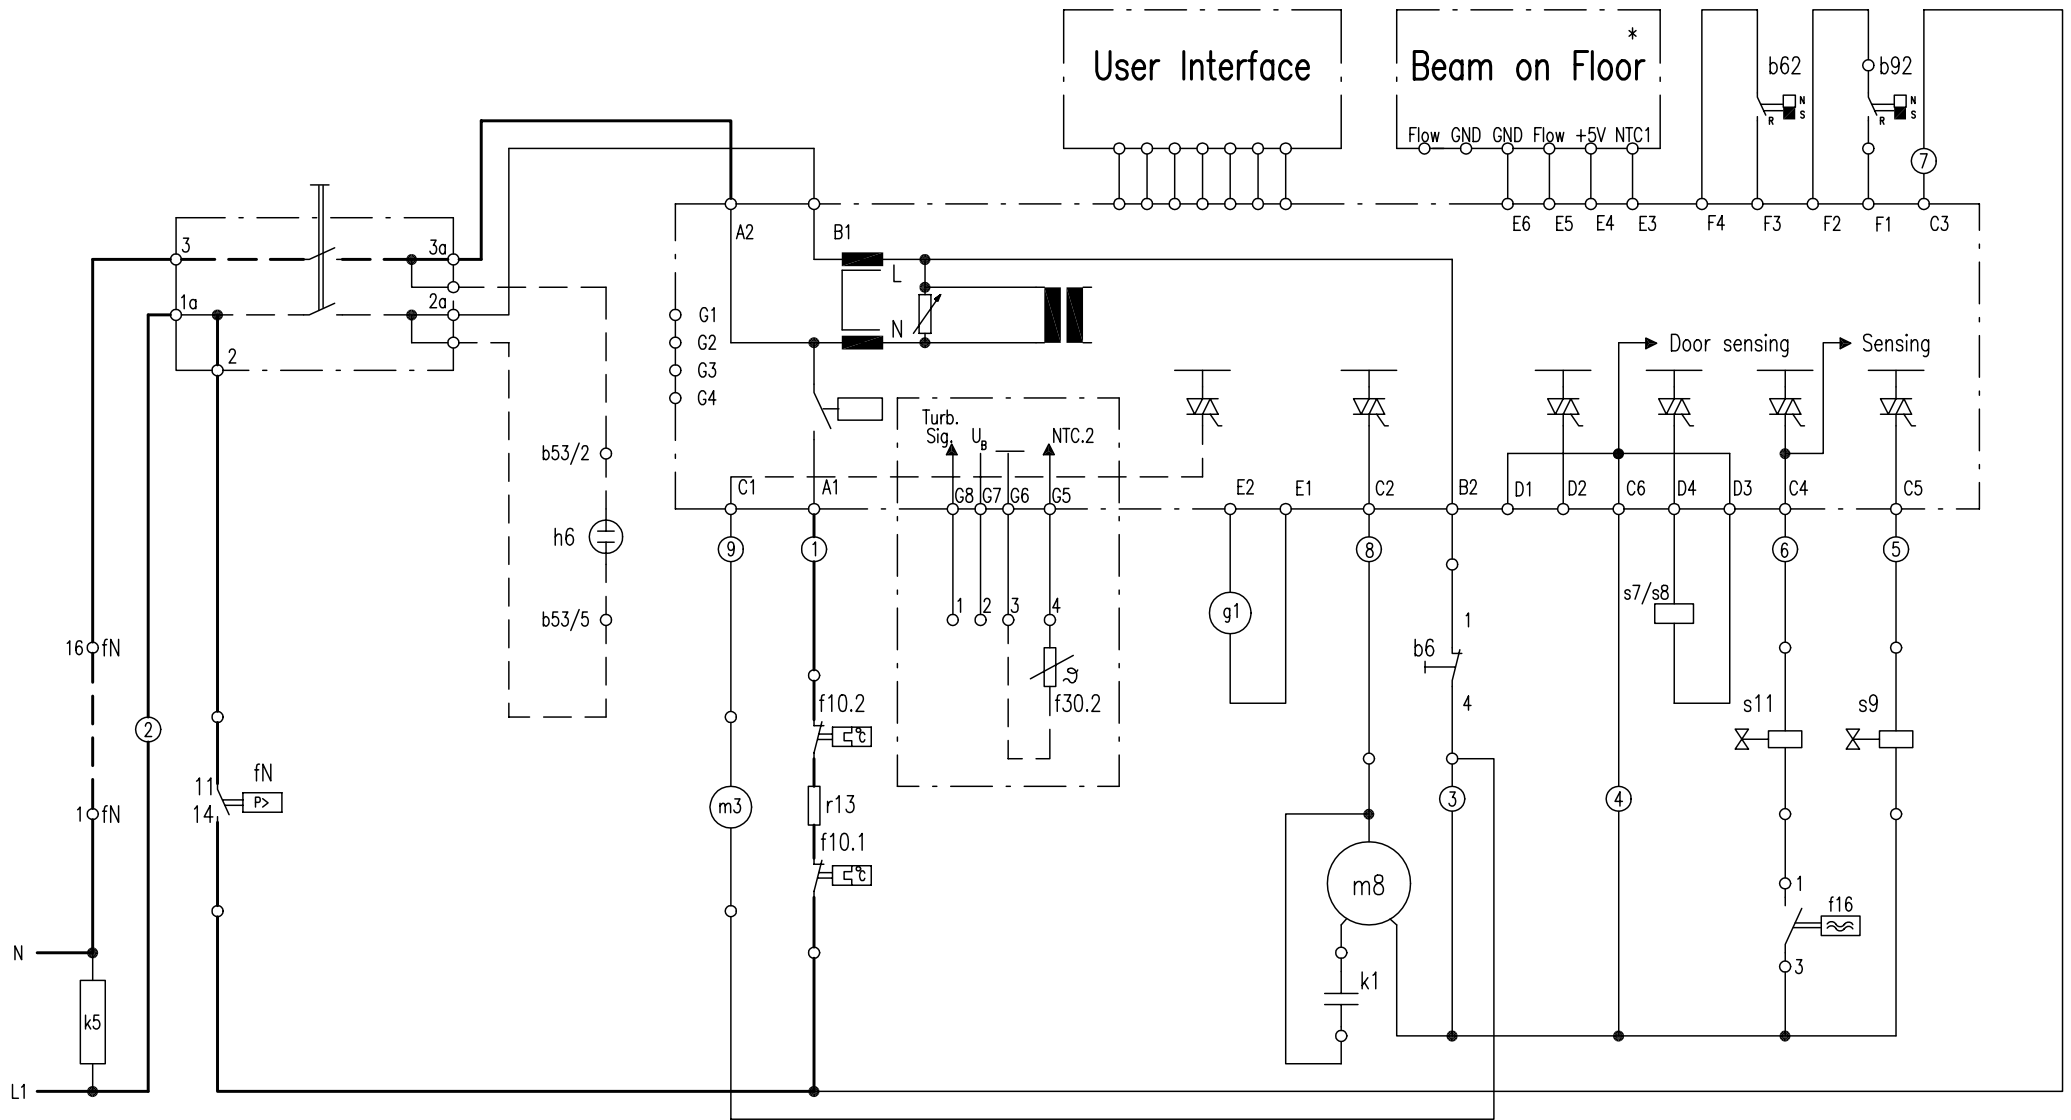 User Interface
Beam on Floor
*
Flow GND GND Flow +5V NTC1
b62
N
S
R
b92
N
S
R
7
E6 E5 E4 E3 F4 F3 F2 F1 C3
A2
B1
3
3a
1a
2a
2
L
N
G1
G2
G3
G4
Door sensing
Sensing
Turb.
Sig.
UB
NTC.2
C1 A1 G8 G7 G6 G5 E2 E1 C2 B2 D1 D2 C6 D4 D3 C4 C5
b53/2
h6
b53/5
9
1
8
6
5
1 2 3 4
g1
s7/s8
1
b6
4
16 fN
ϑ
f30.2
f10.2
°C
s11
s9
2
fN
11
14
P>
1 fN
m3
r13
f10.1
°C
3
4
m8
1
f16
3
k1
N
k5
L1